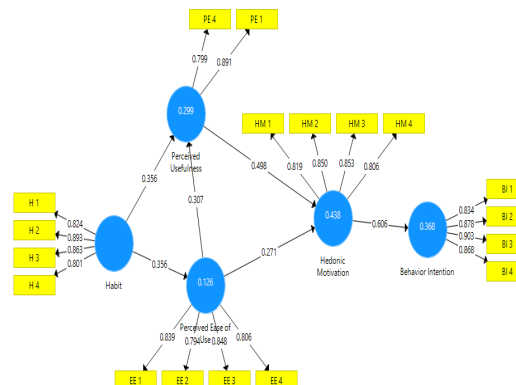 PE 4 PE 1
0.799 0.891
0.299
Perceived
Usefulness
HM 1 HM 2 HM 3 HM 4
0.819 0.850 0.853 0.806
0.356
0.307
0.498
H 1
H 2
H 3
H 4
0.824
0.893
0.863
0.801
Habit
0.356
0.271
0.438
Hedonic
Motivation
0.606
0.368
Behavior Intention
0.834
0.878
0.903
0.868
BI 1
BI 2
BI 3
BI 4
0.126
Perceived Ease of
Use
0.839 0.794 0.848 0.806
EE 1 EE 2 EE 3 EE 4